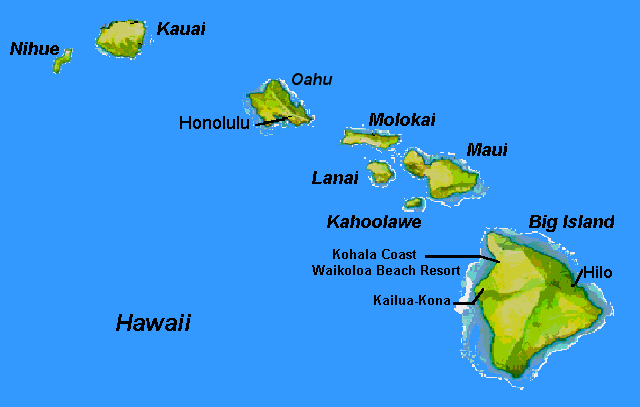 Kauai
Nihue
Oahu
Honolulu
Molokai
Maui
Lanai
Kahoolawe
Big Island
Kohala Coast
Waikoloa Beach Resort
Hilo
Kailua-Kona
Hawaii